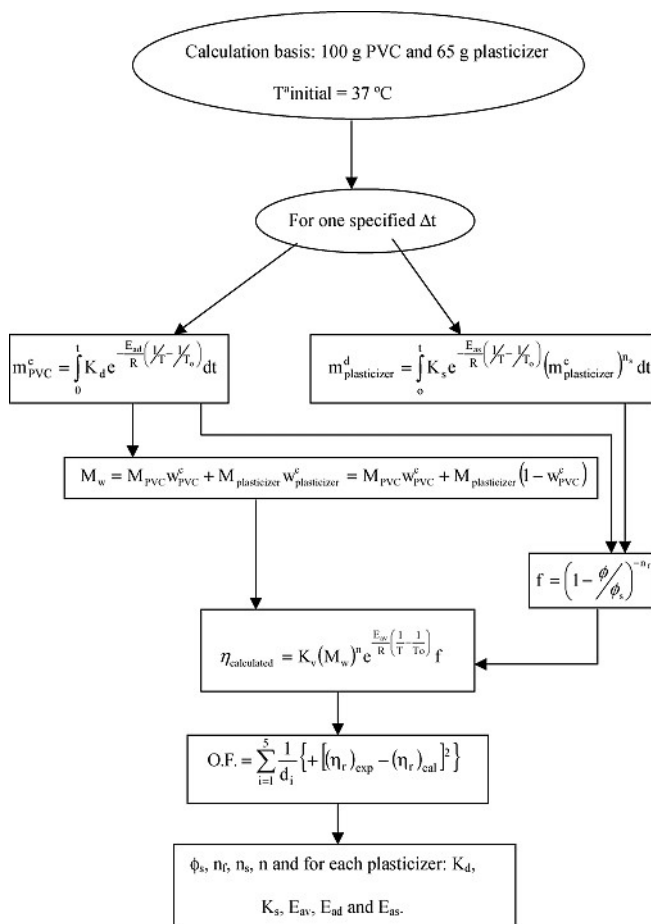 Calculation basis: 100 g PVC and 65 g plasticizer
Tªinitial = 37 ºC
For one specified Δt
m^c_PVC = ∫_0^t K_d e^{-E_ad/R (1/T - 1/T_o)} dt
m^d_plasticizer = ∫_o^t K_s e^{-E_as/R (1/T - 1/T_o)} (m^c_plasticizer)^{n_s} dt
M_w = M_PVC w^c_PVC + M_plasticizer w^c_plasticizer = M_PVC w^c_PVC + M_plasticizer (1 - w^c_PVC)
f = (1 - φ/φ_s)^{-n_f}
η_calculated = K_v (M_w)^n e^{E_av/R (1/T - 1/To)} f
O.F. = Σ_{i=1}^5 1/d_i {+ [(η_r)_exp - (η_r)_cal]^2}
ϕ_s, n_f, n_s, n and for each plasticizer: K_d,
K_s, E_av, E_ad and E_as.